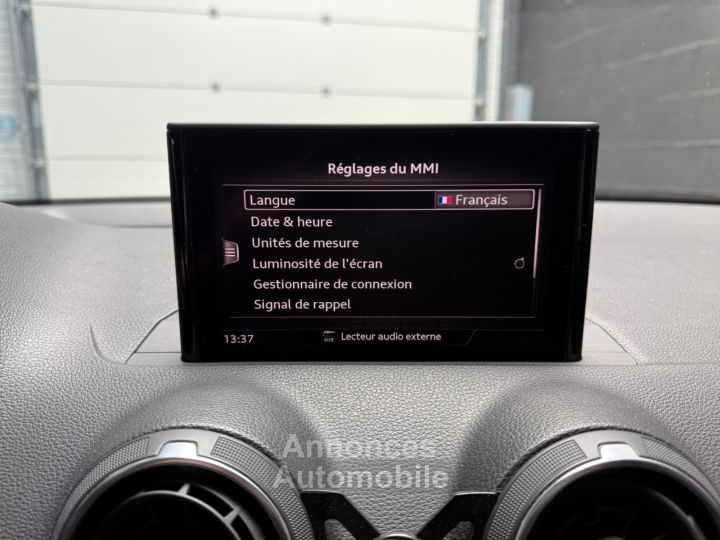 Réglages du MMI
Langue Français
Date & heure
Unités de mesure
Luminosité de l'écran
Gestionnaire de connexion
Signal de rappel
13:37 AUX Lecteur audio externe
Annonces
Automobile